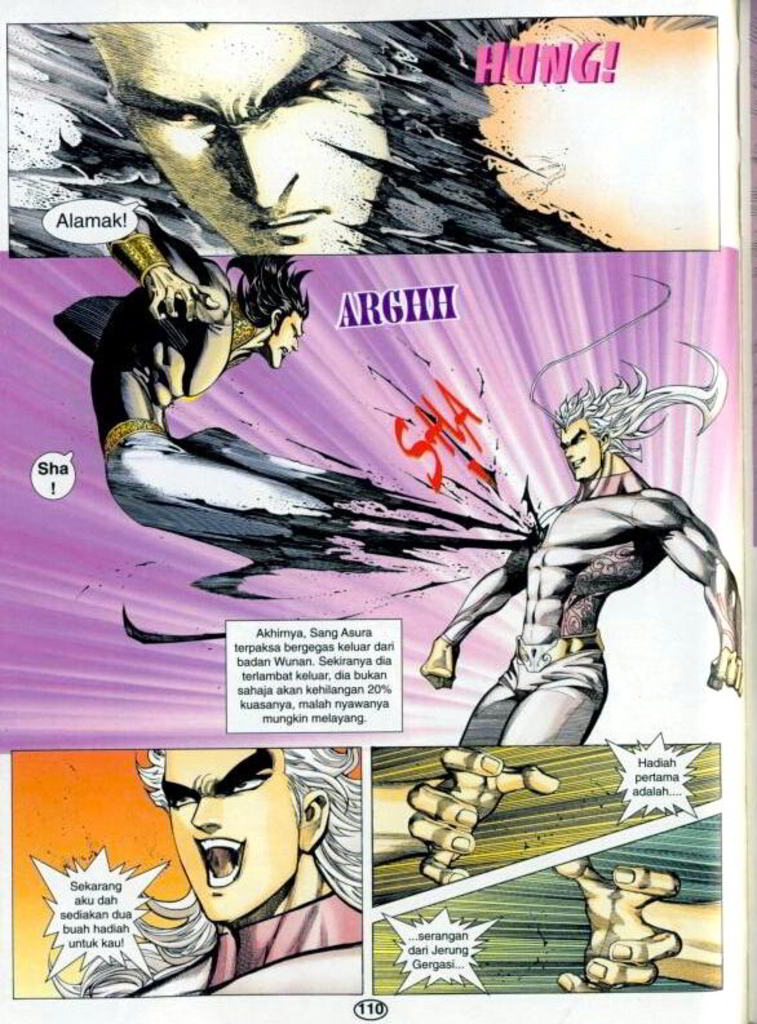 HUNG!
Alamak!
ARGHH
SHA
Sha
!
Akhirnya, Sang Asura
terpaksa bergegas keluar dari
badan Wunan. Sekiranya dia
terlambat keluar, dia bukan
sahaja akan kehilangan 20%
kuasanya, malah nyawanya
mungkin melayang.
Sekarang
aku dah
sediakan dua
buah hadiah
untuk kau!
Hadiah
pertama
adalah....
...serangan
dari Jerung
Gergasi...
110